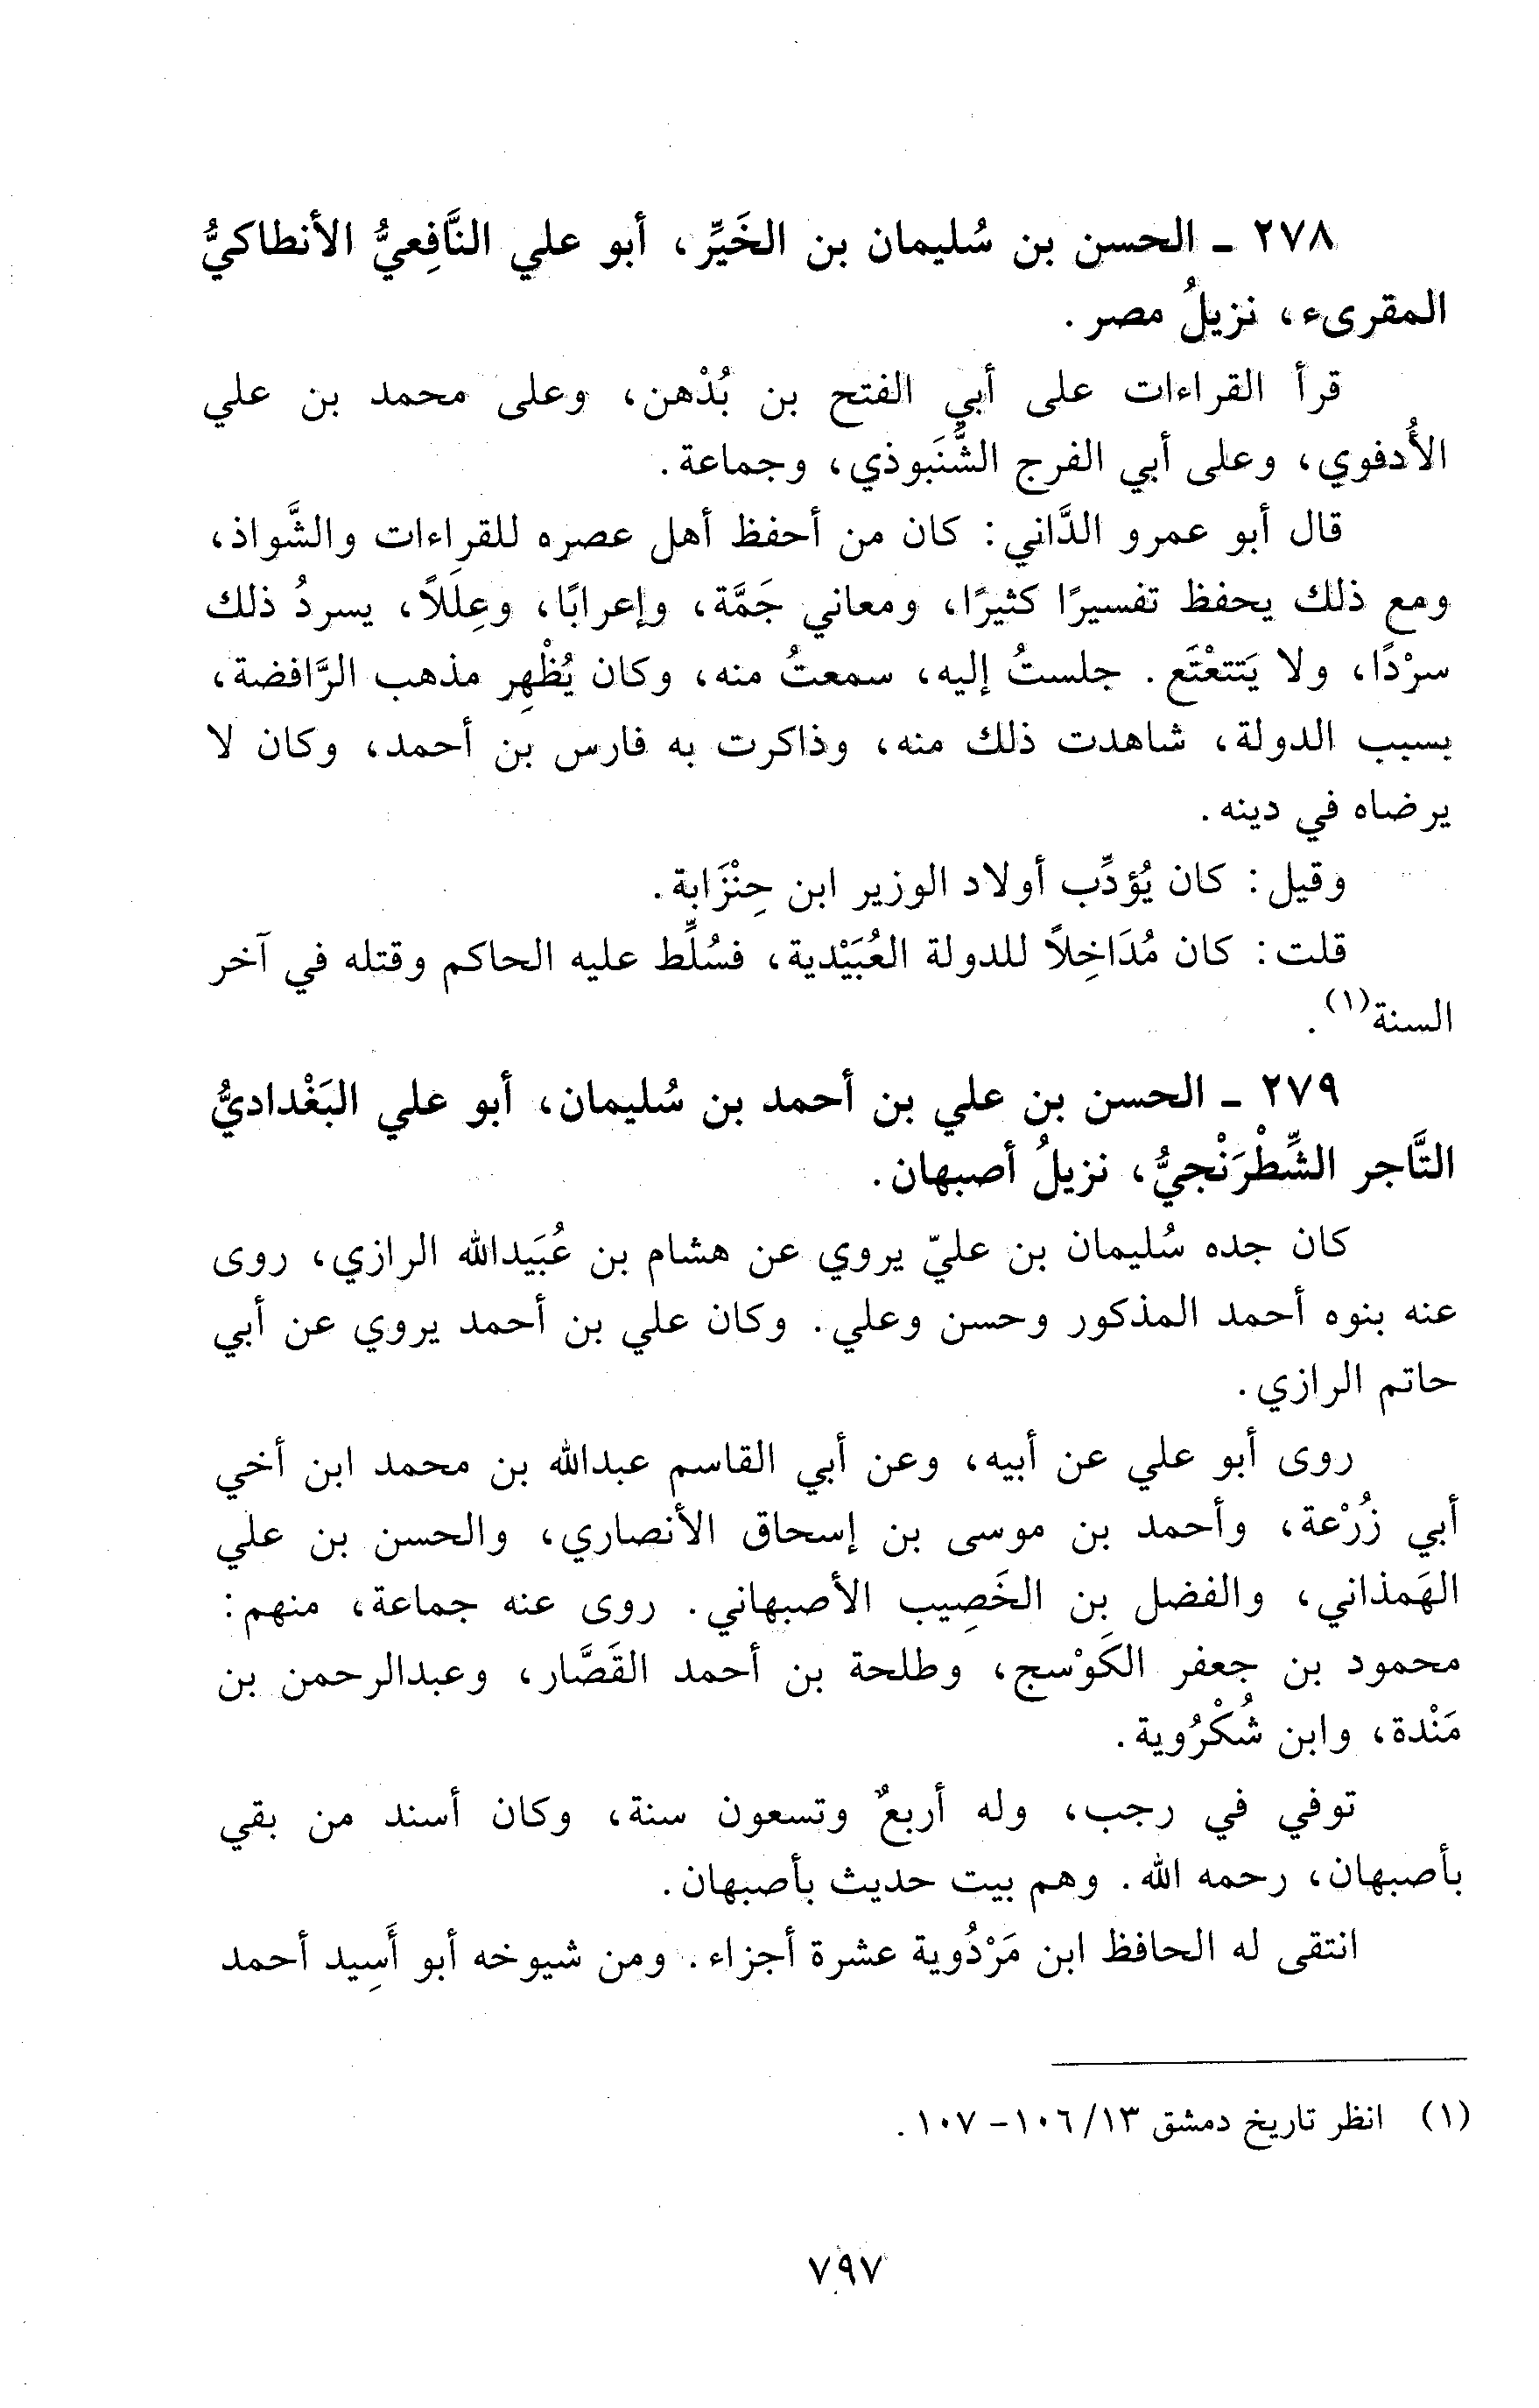 ٢٧٨ ـ الحسن بن سُليمان بن الخَيِّر، أبو علي النَّافِعيُّ الأنطاكيُّ
المقرىء، نزيلُ مصر.
قرأ القراءات على أبي الفتح بن بُدْهن، وعلى محمد بن علي
الأُدفوي، وعلى أبي الفرج الشَّنَبوذي، وجماعة.
قال أبو عمرو الدَّاني: كان من أحفظ أهل عصره للقراءات والشَّواذ،
ومع ذلك يحفظ تفسيرًا كثيرًا، ومعاني جَمَّة، وإعرابًا، وعِلَلاً، يسردُ ذلك
سرْدًا، ولا يَتتعْتَع. جلستُ إليه، سمعتُ منه، وكان يُظْهِر مذهب الرَّافضة،
بسبب الدولة، شاهدت ذلك منه، وذاكرت به فارس بن أحمد، وكان لا
يرضاه في دينه.
وقيل: كان يُؤدِّب أولاد الوزير ابن حِنْزَابة.
قلت: كان مُدَاخِلاً للدولة العُبَيْدية، فسُلِّط عليه الحاكم وقتله في آخر
السنة(١).
٢٧٩ ـ الحسن بن علي بن أحمد بن سُليمان، أبو علي البَغْداديُّ
التَّاجر الشِّطْرَنْجيُّ، نزيلُ أصبهان.
كان جده سُليمان بن عليّ يروي عن هشام بن عُبَيدالله الرازي، روى
عنه بنوه أحمد المذكور وحسن وعلي. وكان علي بن أحمد يروي عن أبي
حاتم الرازي.
روى أبو علي عن أبيه، وعن أبي القاسم عبدالله بن محمد ابن أخي
أبي زُرْعة، وأحمد بن موسى بن إسحاق الأنصاري، والحسن بن علي
الهَمذاني، والفضل بن الخَصِيب الأصبهاني. روى عنه جماعة، منهم:
محمود بن جعفر الكَوْسج، وطلحة بن أحمد القَصَّار، وعبدالرحمن بن
مَنْدة، وابن شُكْرُوية.
توفي في رجب، وله أربعٌ وتسعون سنة، وكان أسند من بقي
بأصبهان، رحمه الله. وهم بيت حديث بأصبهان.
انتقى له الحافظ ابن مَرْدُوية عشرة أجزاء. ومن شيوخه أبو أَسِيد أحمد
(١) انظر تاريخ دمشق ١٣/ ١٠٦ - ١٠٧.
٧٩٧